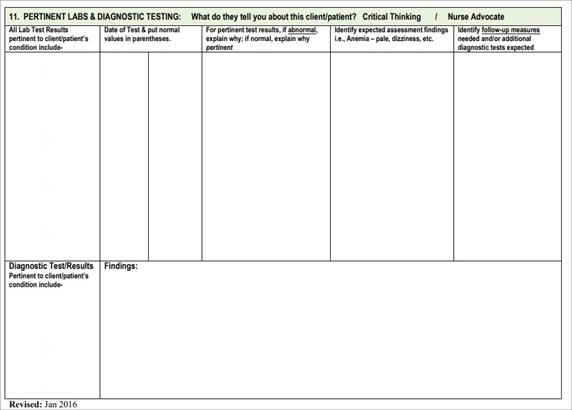 11. PERTINENT LABS & DIAGNOSTIC TESTING: What do they tell you about this client/patient? Critical Thinking / Nurse Advocate
All Lab Test Results
pertinent to client/patient's
condition include-
Date of Test & put normal
values in parentheses.
For pertinent test results, if abnormal,
explain why; if normal, explain why
pertinent
Identify expected assessment findings
i.e., Anemia – pale, dizziness, etc.
Identify follow-up measures
needed and/or additional
diagnostic tests expected
Diagnostic Test/Results
Pertinent to client/patient's
condition include-
Findings:
Revised: Jan 2016